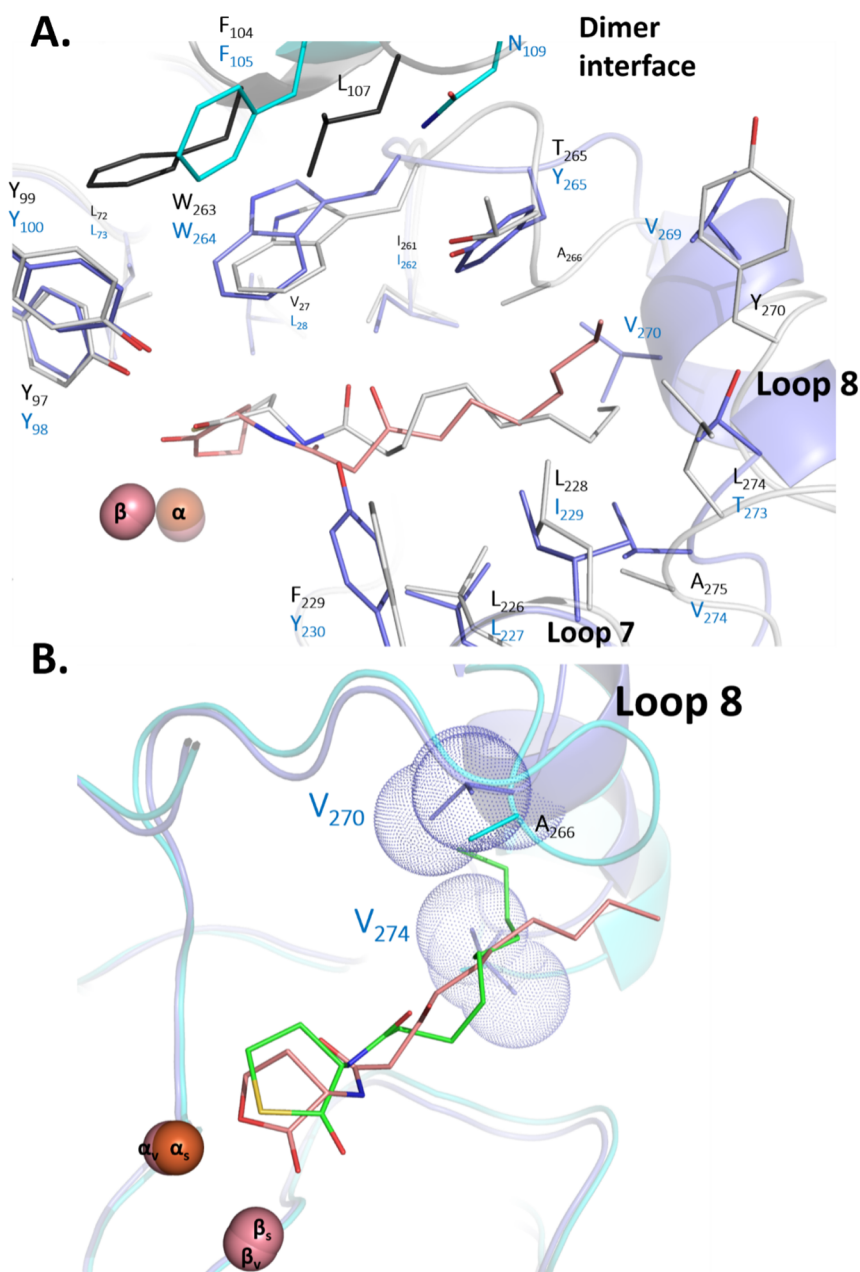 A.
F104
F105
N109
Dimer
interface
L107
T265
Y265
Y99
Y100
L72
L73
W263
W264
I261
I262
V269
A266
V27
L28
Y270
V270
Loop 8
Y97
Y98
β
α
L228
I229
L274
T273
F229
Y230
L226
L227
A275
V274
Loop 7
B.
Loop 8
V270
A266
V274
αv
αs
βs
βv